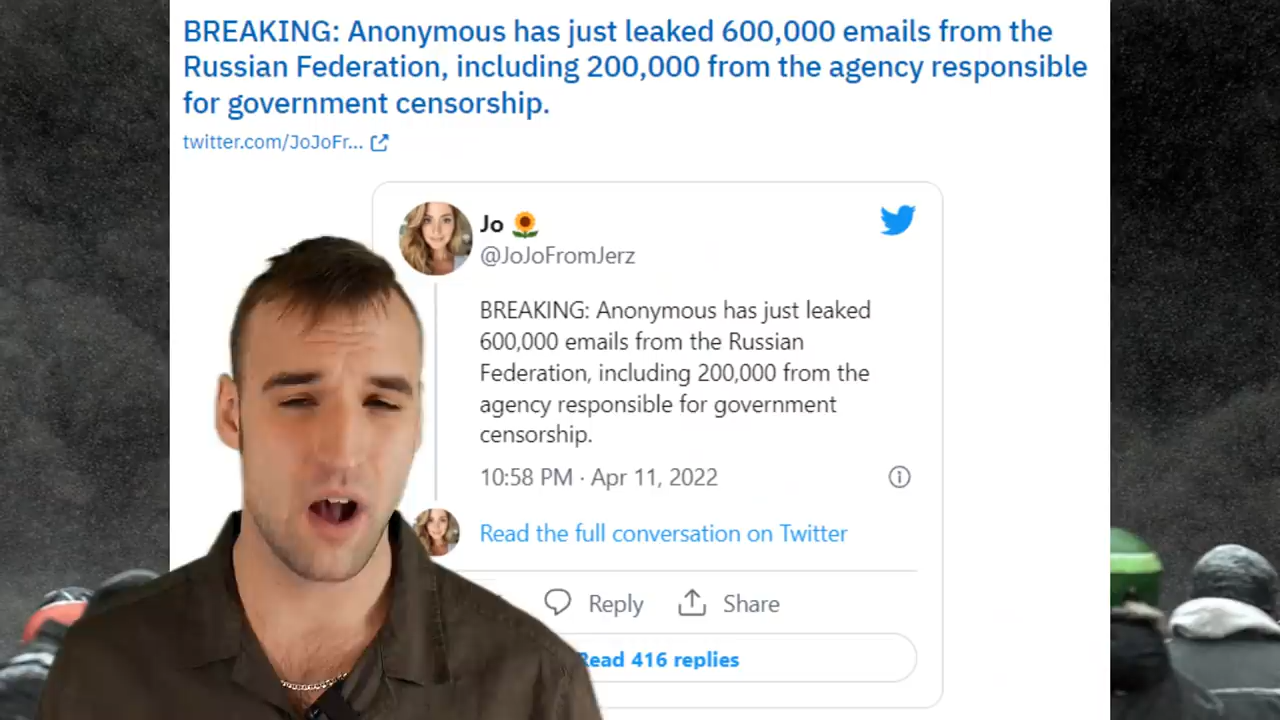 BREAKING: Anonymous has just leaked 600,000 emails from the
Russian Federation, including 200,000 from the agency responsible
for government censorship.
twitter.com/JoJoFr...
Jo 🌻
@JoJoFromJerz
BREAKING: Anonymous has just leaked
600,000 emails from the Russian
Federation, including 200,000 from the
agency responsible for government
censorship.
10:58 PM · Apr 11, 2022
Read the full conversation on Twitter
Reply Share
Read 416 replies